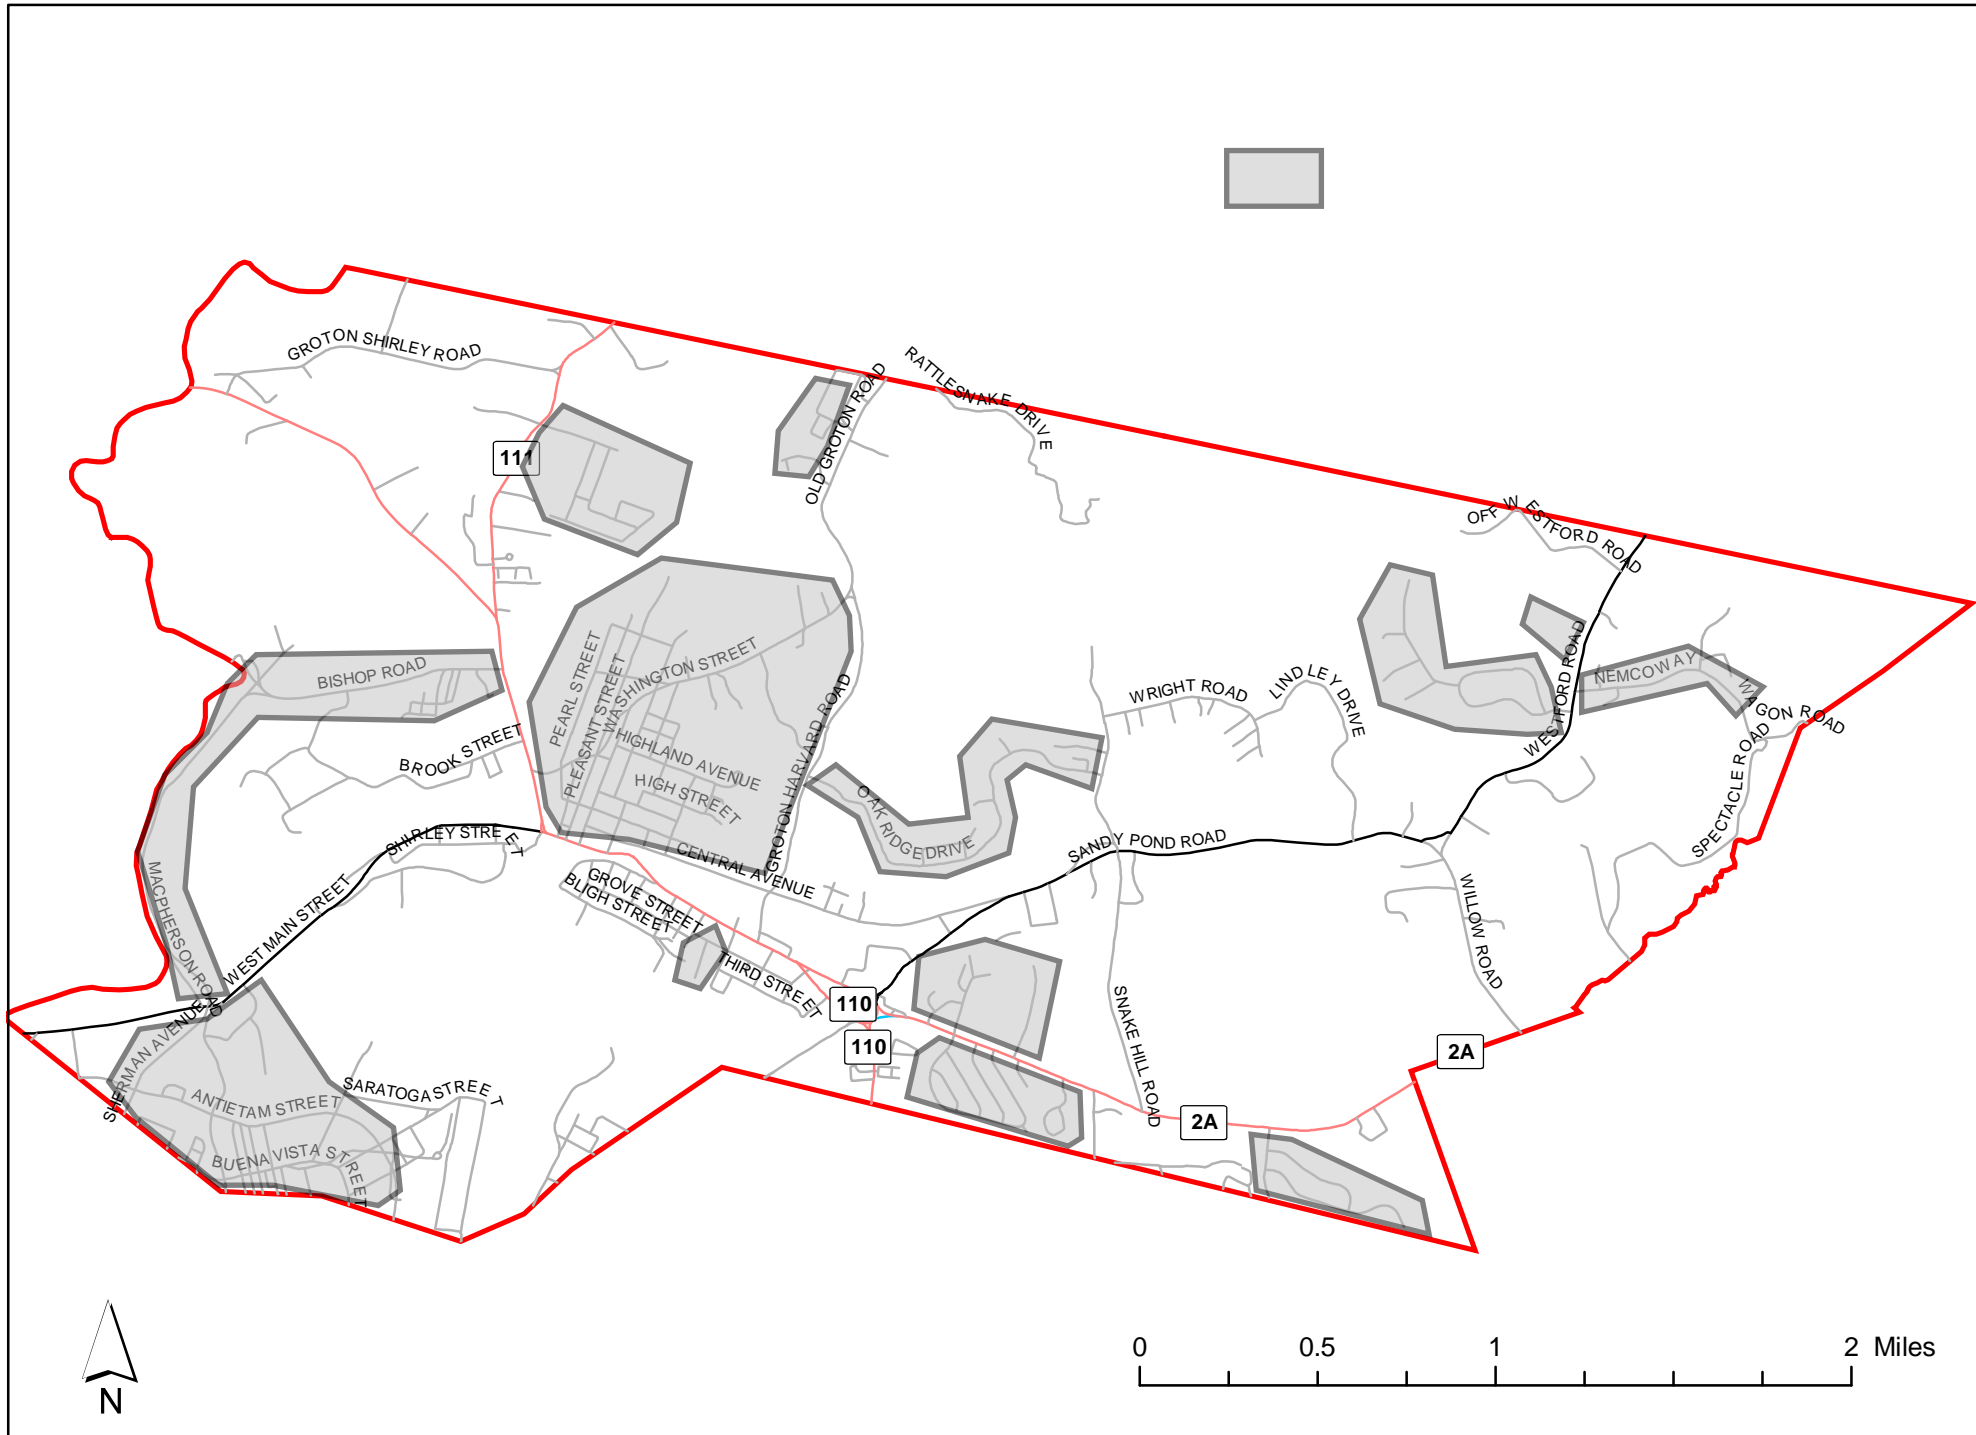 GROTON SHIRLEY ROAD
RATTLESNAKE DRIVE
OLD GROTON ROAD
111
OFF WESTFORD ROAD
PEARL STREET
PLEASANT STREET
WASHINGTON STREET
BISHOP ROAD
WESTFORD ROAD
NEMCO WAY
WAGON ROAD
WRIGHT ROAD
LINDLEY DRIVE
BROOK STREET
HIGHLAND AVENUE
HIGH STREET
GROTON HARVARD ROAD
OAK RIDGE DRIVE
SPECTACLE ROAD
SHIRLEY STREET
SANDY POND ROAD
CENTRAL AVENUE
MACPHERSON ROAD
WEST MAIN STREET
GROVE STREET
BLIGH STREET
WILLOW ROAD
THIRD STREET
110
110
SNAKE HILL ROAD
2A
SHERMAN AVENUE
SARATOGA STREET
ANTIETAM STREET
2A
BUENA VISTA STREET
0 0.5 1 2 Miles
N